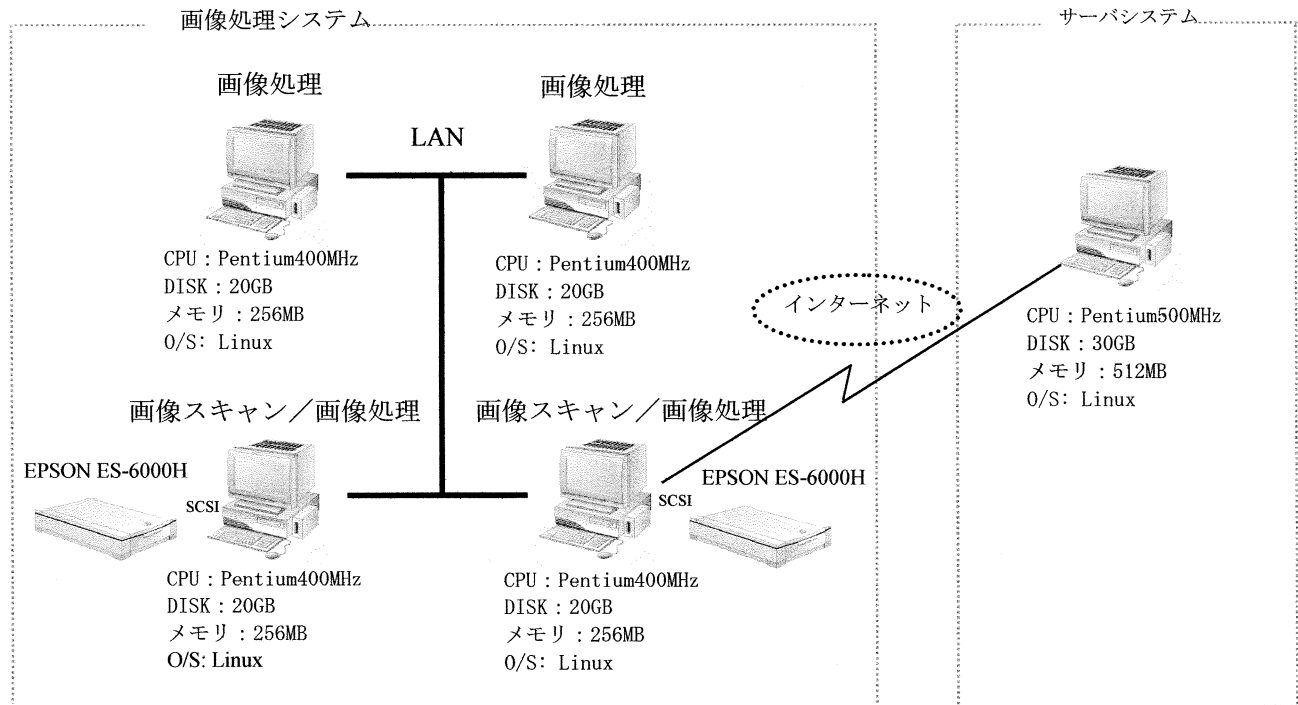 画像処理システム
サーバシステム
画像処理
画像処理
LAN
CPU：Pentium400MHz
DISK：20GB
メモリ：256MB
O/S: Linux
CPU：Pentium400MHz
DISK：20GB
メモリ：256MB
O/S: Linux
インターネット
CPU：Pentium500MHz
DISK：30GB
メモリ：512MB
O/S: Linux
画像スキャン／画像処理
画像スキャン／画像処理
EPSON ES-6000H
SCSI
SCSI
EPSON ES-6000H
CPU：Pentium400MHz
DISK：20GB
メモリ：256MB
O/S: Linux
CPU：Pentium400MHz
DISK：20GB
メモリ：256MB
O/S: Linux